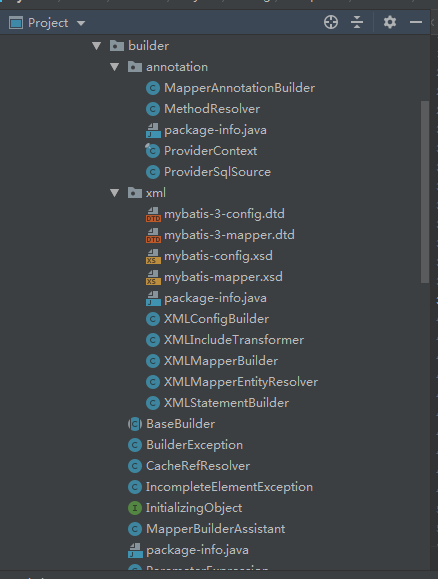 Project
builder
annotation
MapperAnnotationBuilder
MethodResolver
package-info.java
ProviderContext
ProviderSqlSource
xml
mybatis-3-config.dtd
mybatis-3-mapper.dtd
mybatis-config.xsd
mybatis-mapper.xsd
package-info.java
XMLConfigBuilder
XMLIncludeTransformer
XMLMapperBuilder
XMLMapperEntityResolver
XMLStatementBuilder
BaseBuilder
BuilderException
CacheRefResolver
IncompleteElementException
InitializingObject
MapperBuilderAssistant
package-info.java
ParameterExpression